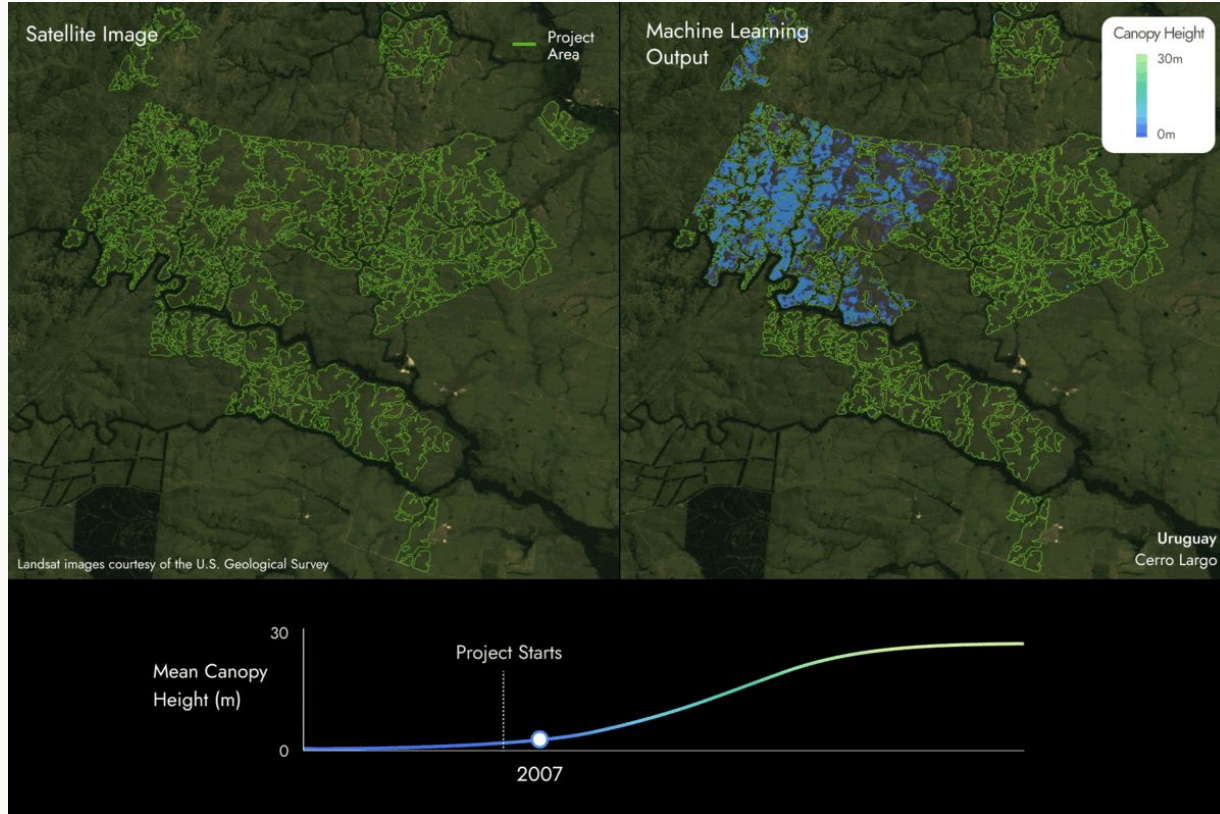 Satellite Image
Project
Area
Machine Learning
Output
Canopy Height
30m
0m
Landsat images courtesy of the U.S. Geological Survey
Uruguay
Cerro Largo
30
Mean Canopy
Height (m)
0
Project Starts
2007